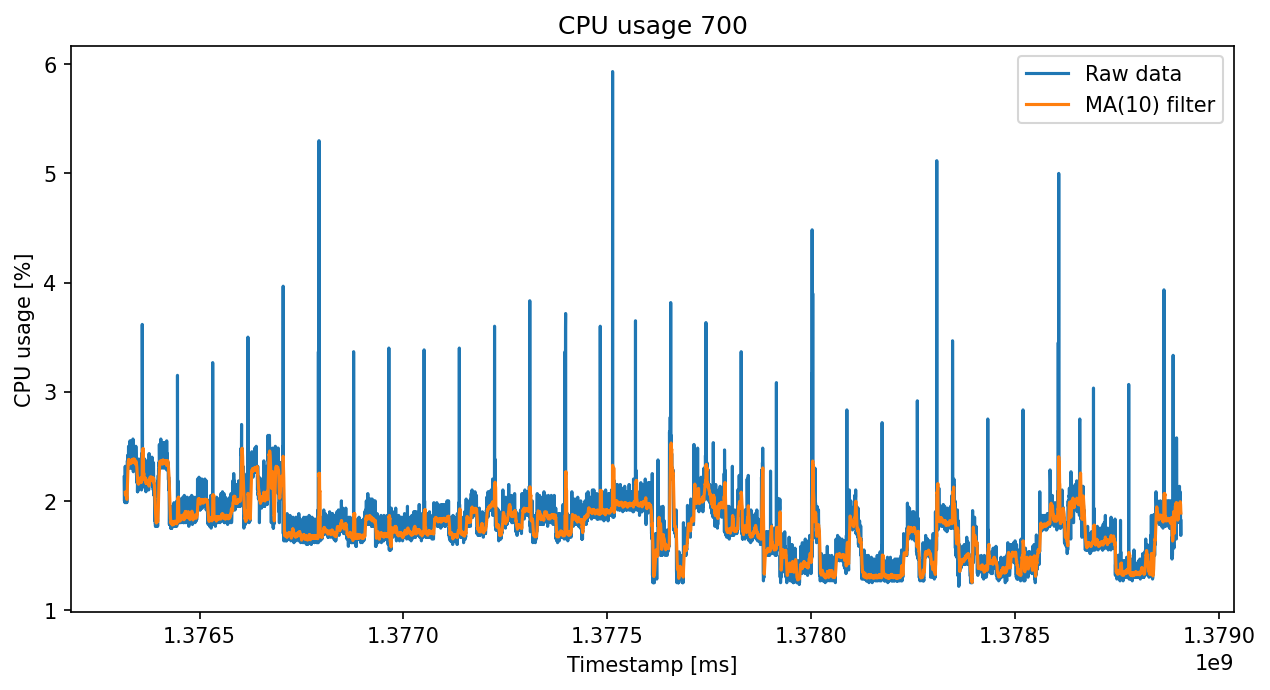 CPU usage 700
Raw data
MA(10) filter
CPU usage [%]
6
5
4
3
2
1
1.3765
1.3770
1.3775
1.3780
1.3785
1.3790
1e9
Timestamp [ms]